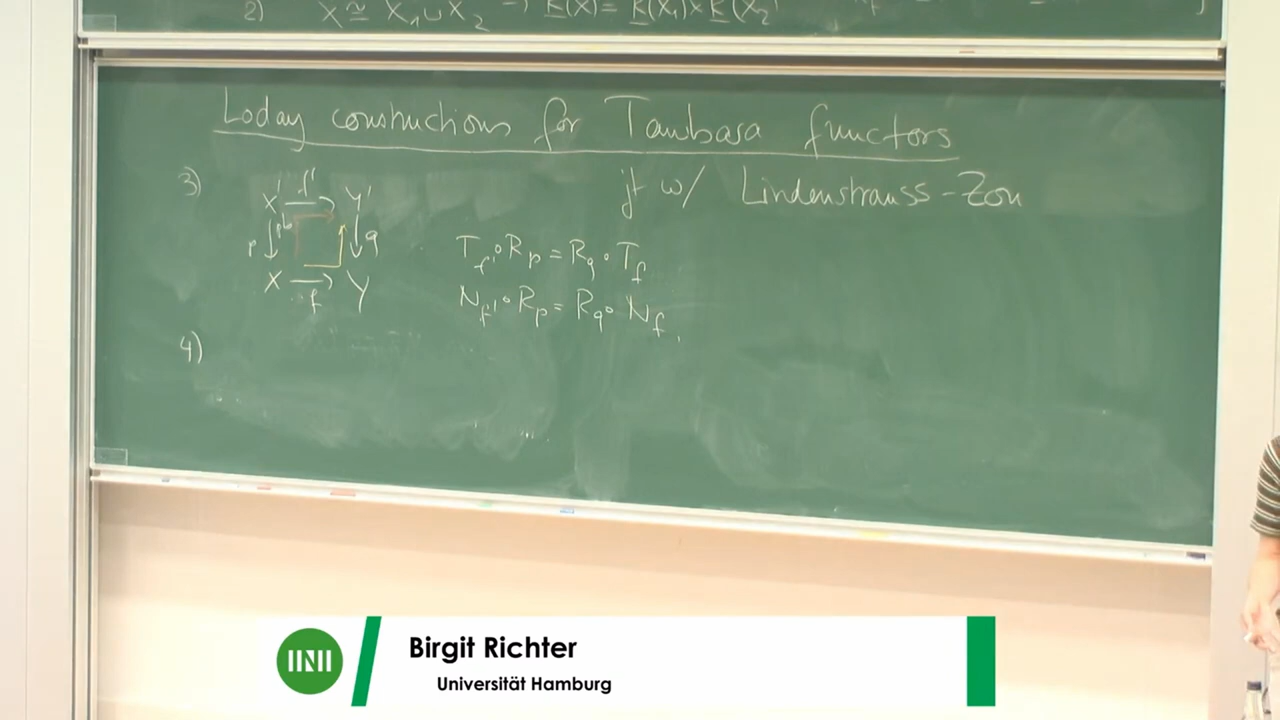 2) X ≅ X₁ ∪ X₂ ⇒ R(X) = R(X₁) × R(X₂)
Loday constructions for Tambara functors
jt w/ Lindenstrauss-Zou
3) X' f' Y'
p pb q
X f Y
T_f' ∘ R_p = R_q ∘ T_f
N_f' ∘ R_p = R_q ∘ N_f.
4)
Birgit Richter
Universität Hamburg